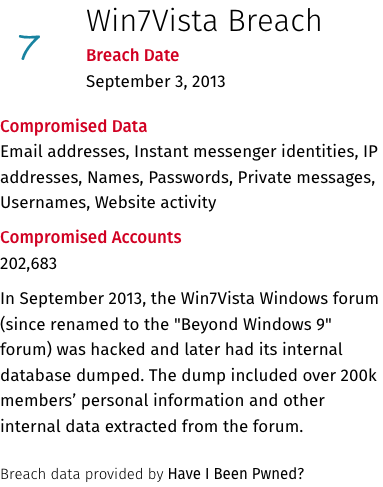 7
Win7Vista Breach
Breach Date
September 3, 2013
Compromised Data
Email addresses, Instant messenger identities, IP
addresses, Names, Passwords, Private messages,
Usernames, Website activity
Compromised Accounts
202,683
In September 2013, the Win7Vista Windows forum
(since renamed to the "Beyond Windows 9"
forum) was hacked and later had its internal
database dumped. The dump included over 200k
members’ personal information and other
internal data extracted from the forum.
Breach data provided by Have I Been Pwned?